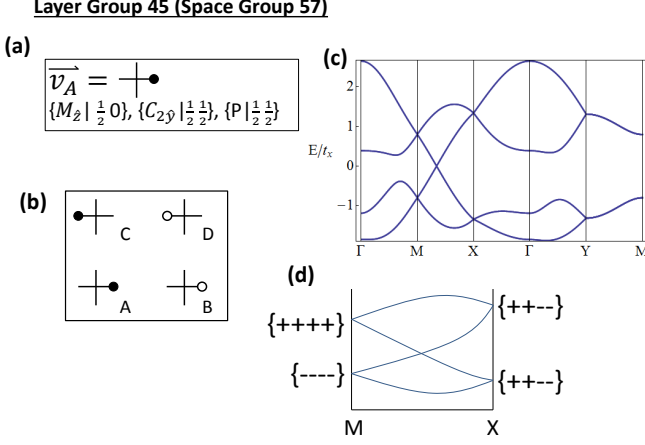 Layer Group 45 (Space Group 57)
(a)
v_A =
{M_ẑ | ½ 0}, {C_2ŷ | ½ ½}, {P | ½ ½}
(b)
C D
A B
(c)
2
1
E/t_x
0
−1
Γ M X Γ Y M
(d)
{++++} {++--}
{----} {++--}
M X